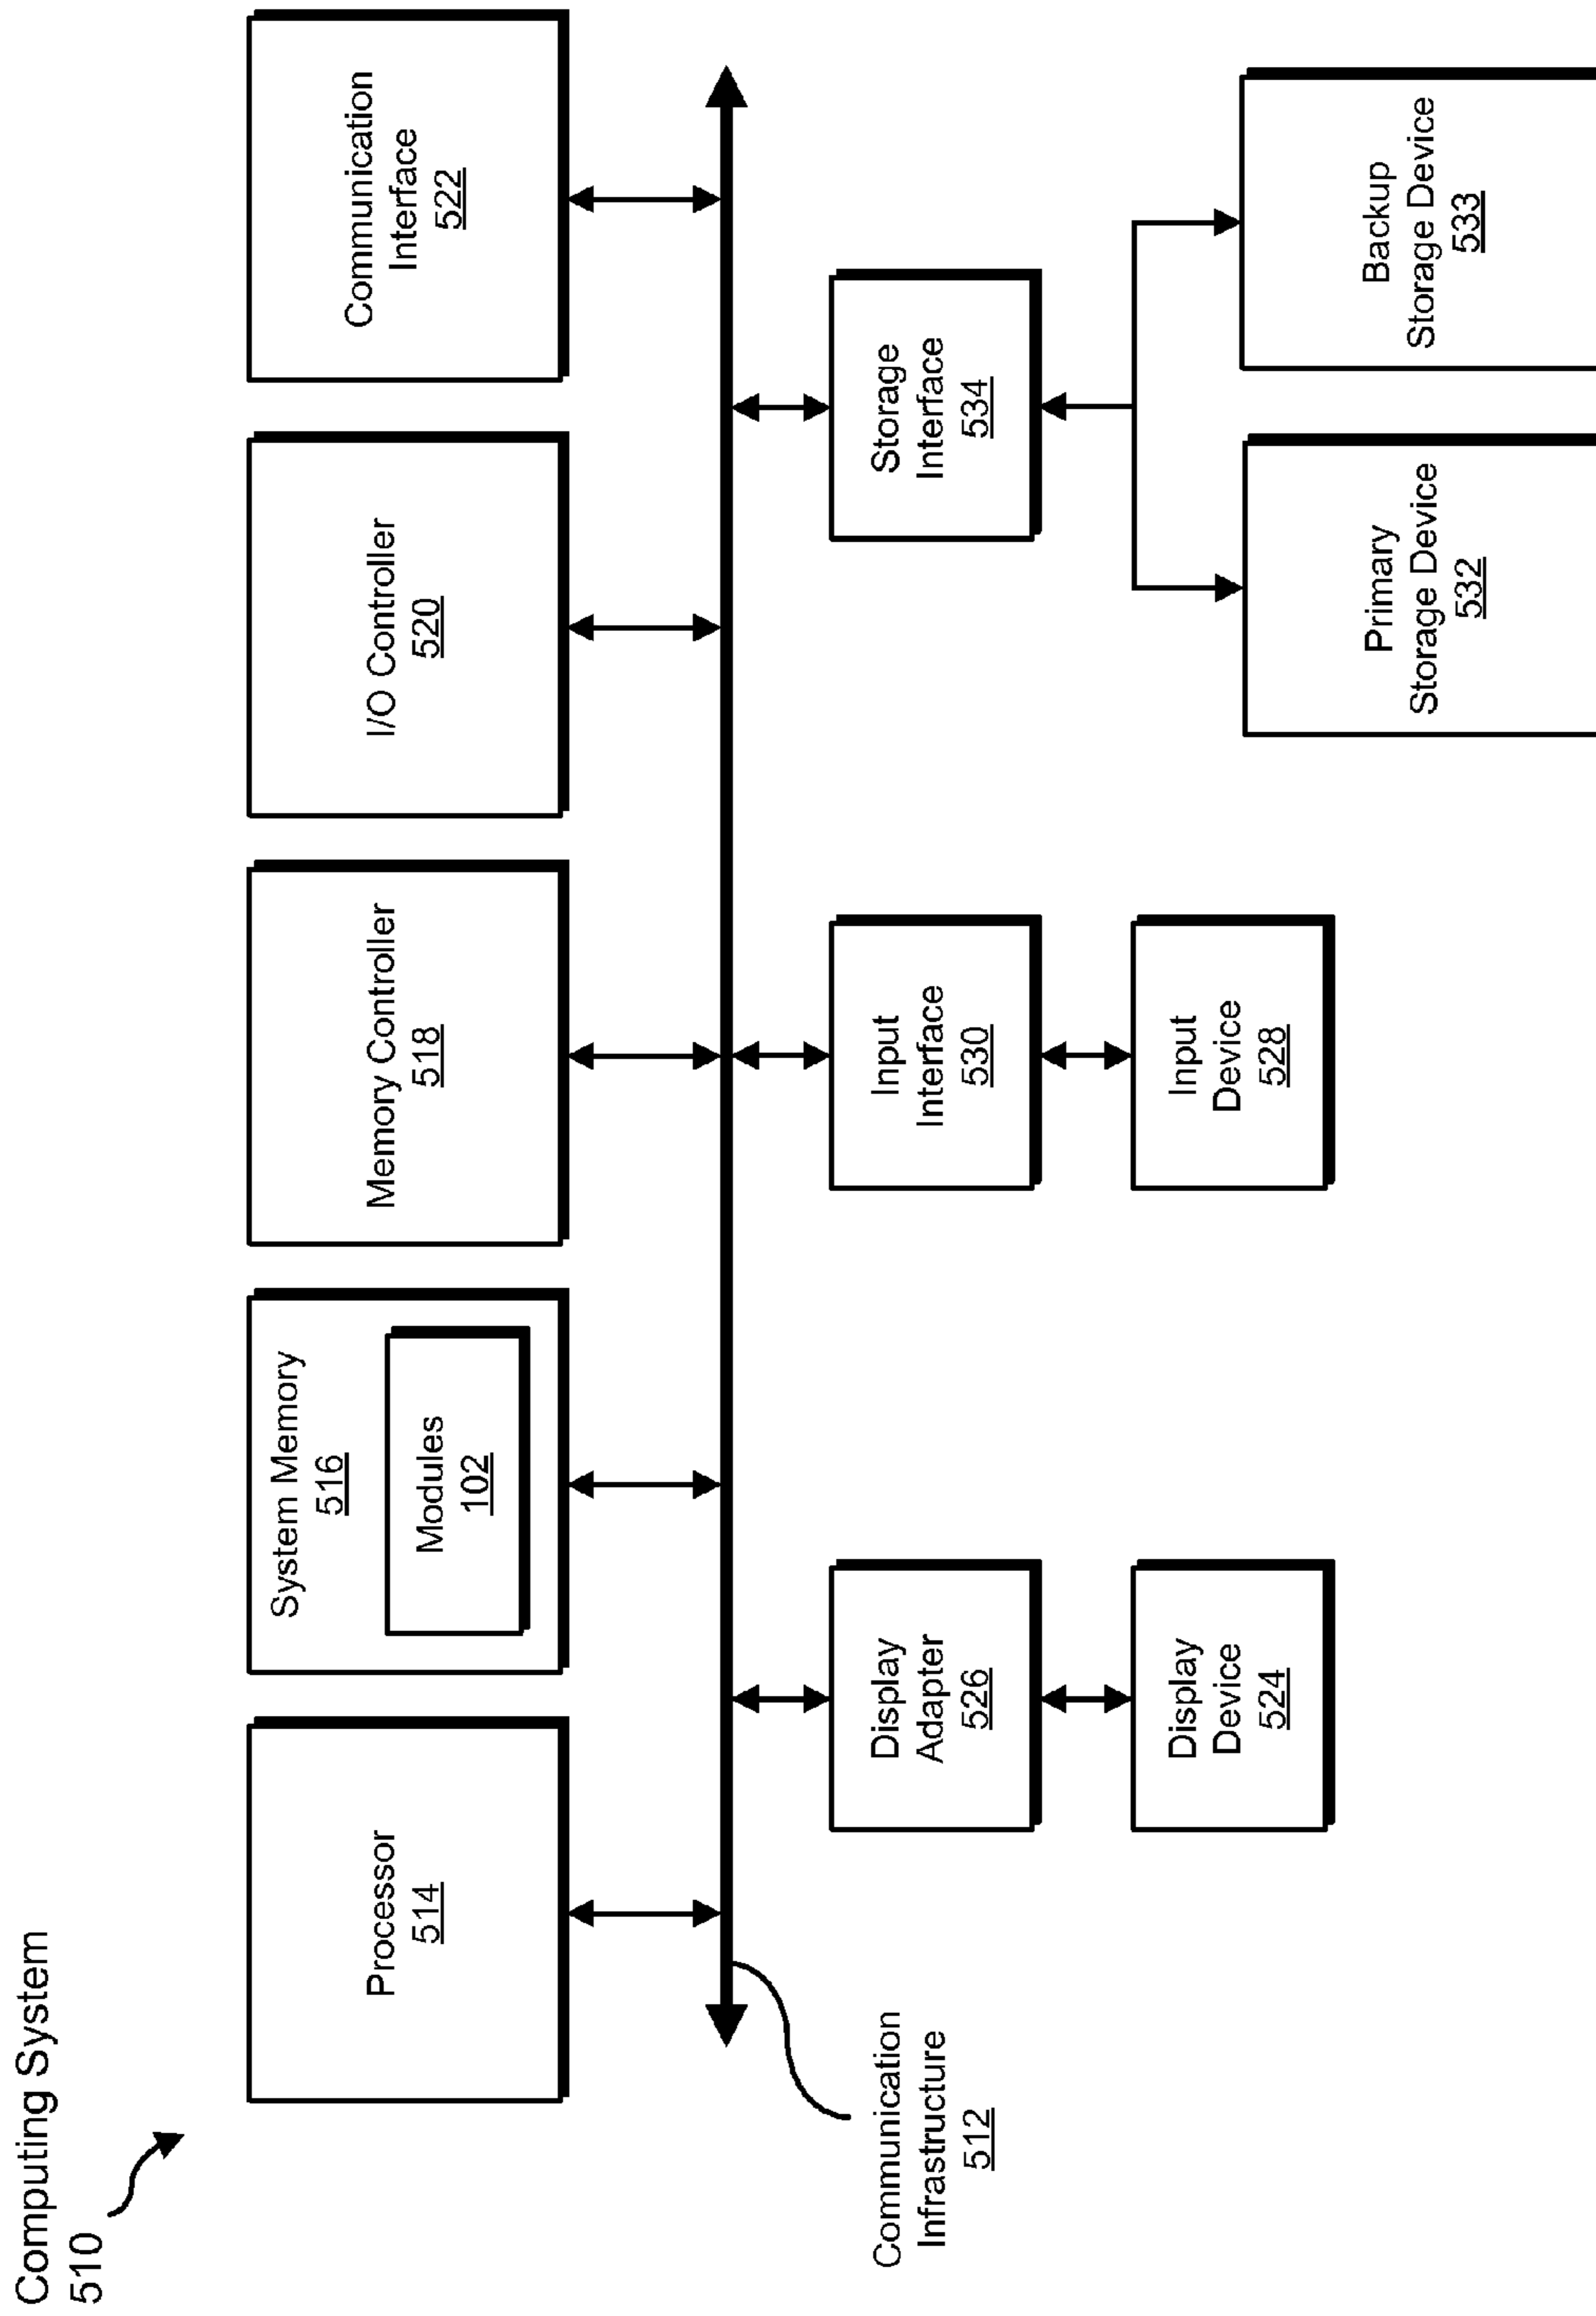 Computing System
510
Processor
514
System Memory
516
Modules
102
Memory Controller
518
I/O Controller
520
Communication
Interface
522
Communication
Infrastructure
512
Display
Adapter
526
Input
Interface
530
Storage
Interface
534
Display
Device
524
Input
Device
528
Primary
Storage Device
532
Backup
Storage Device
533